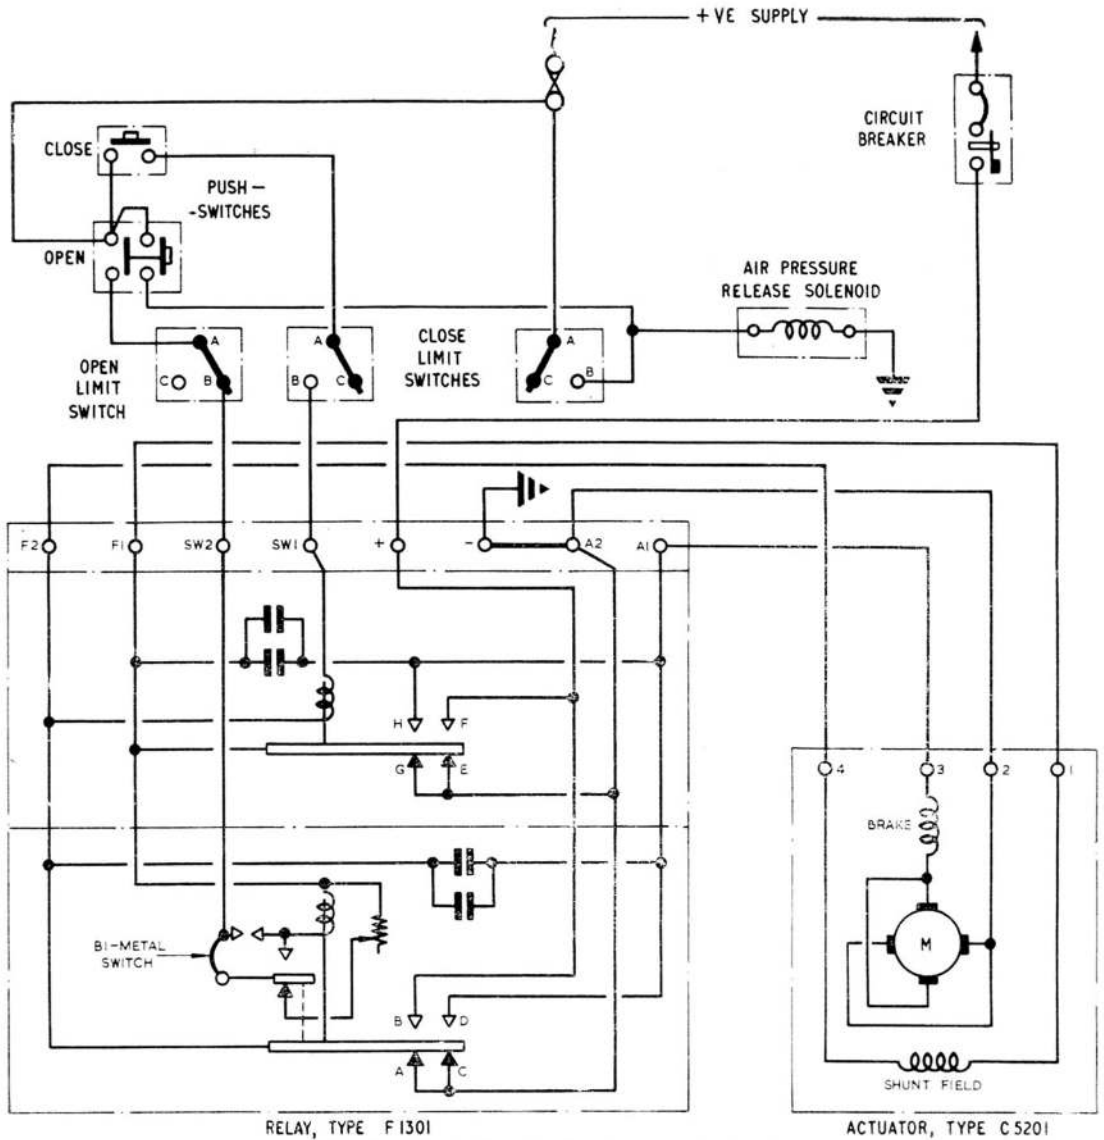 +VE SUPPLY
CIRCUIT
BREAKER
CLOSE
PUSH-
-SWITCHES
OPEN
AIR PRESSURE
RELEASE SOLENOID
A
A
CLOSE
LIMIT
SWITCHES
A
OPEN
LIMIT
SWITCH
C
B
B
C
C
B
F2
F1
SW2
SW1
+
-
A2
A1
H
F
G
E
4
3
2
1
BRAKE
M
BI-METAL
SWITCH
B
D
A
C
SHUNT FIELD
RELAY, TYPE F1301
ACTUATOR, TYPE C5201